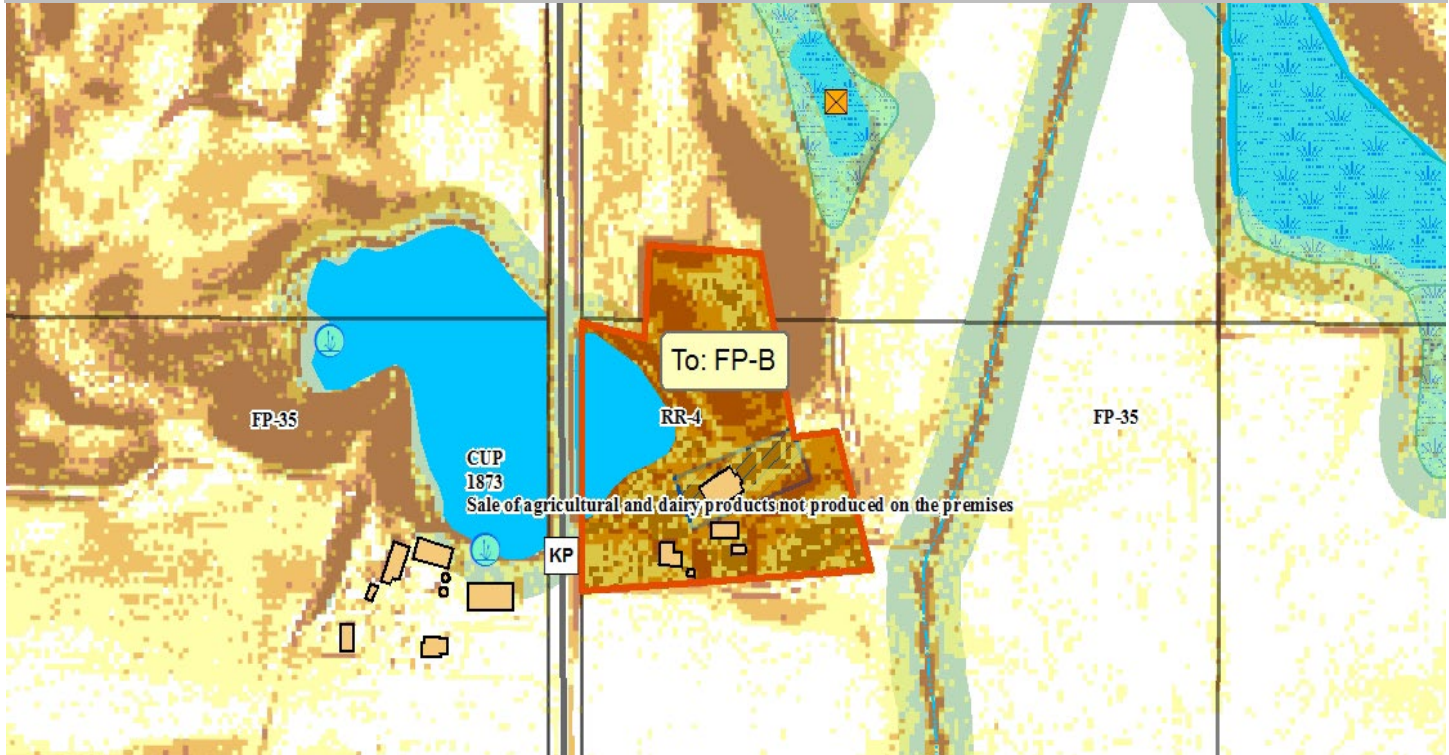 To: FP-B
FP-35
RR-4
FP-35
CUP
1873
Sale of agricultural and dairy products not produced on the premises
KP